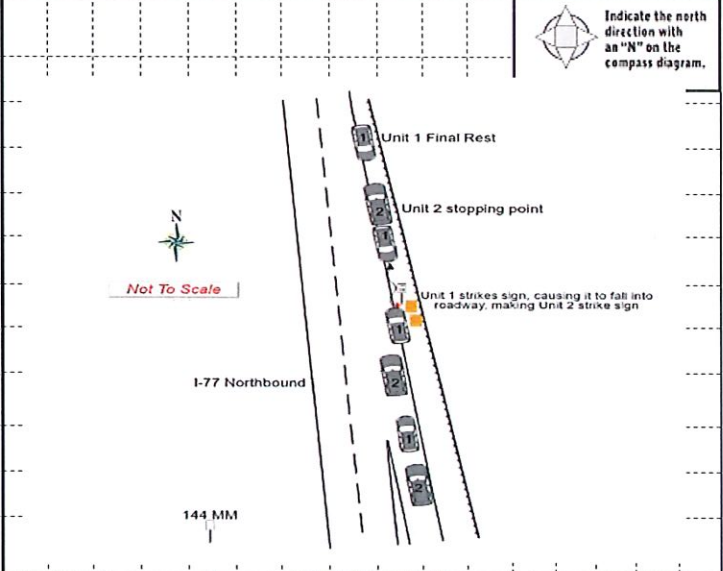 Indicate the north
direction with
an "N" on the
compass diagram.
1
Unit 1 Final Rest
2
Unit 2 stopping point
1
N
Not To Scale
Unit 1 strikes sign, causing it to fall into
roadway, making Unit 2 strike sign
1
2
I-77 Northbound
1
2
144 MM